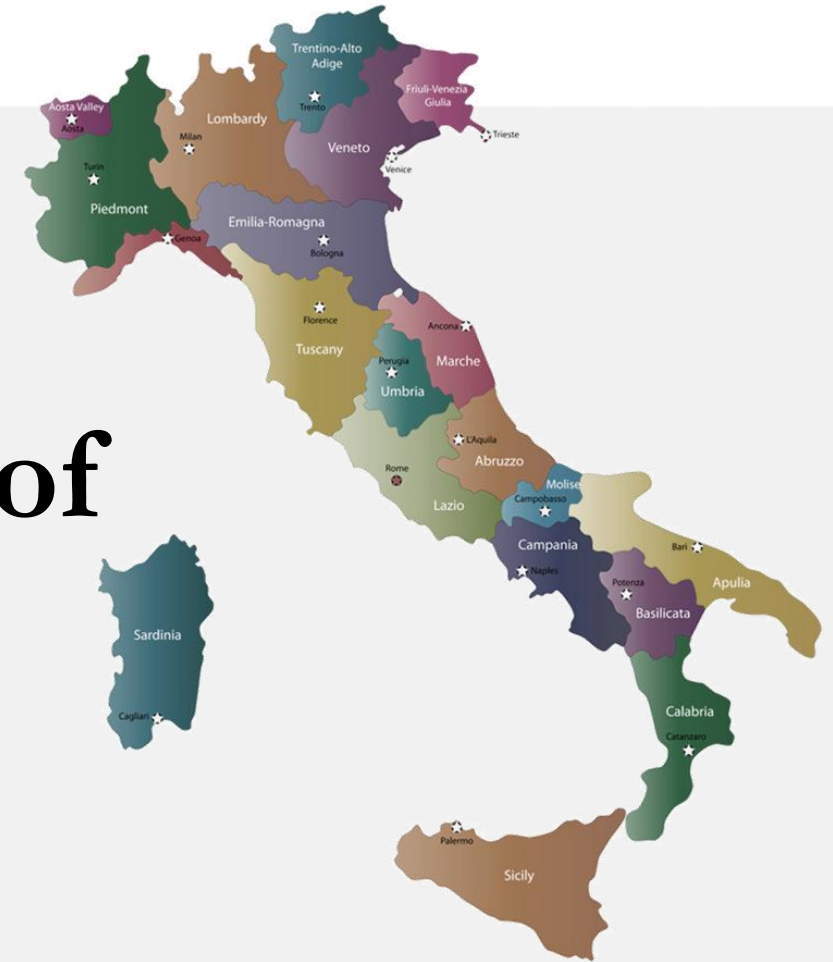 Trentino-Alto
Adige
Trento
Friuli-Venezia
Giulia
Aosta Valley
Aosta
Lombardy
Milan
Veneto
Venice
Trieste
Turin
Piedmont
Genoa
Emilia-Romagna
Bologna
Florence
Tuscany
Ancona
Marche
Perugia
Umbria
L'Aquila
Abruzzo
of
Rome
Lazio
Molise
Campobasso
Campania
Naples
Bari
Apulia
Potenza
Basilicata
Sardinia
Cagliari
Calabria
Catanzaro
Palermo
Sicily